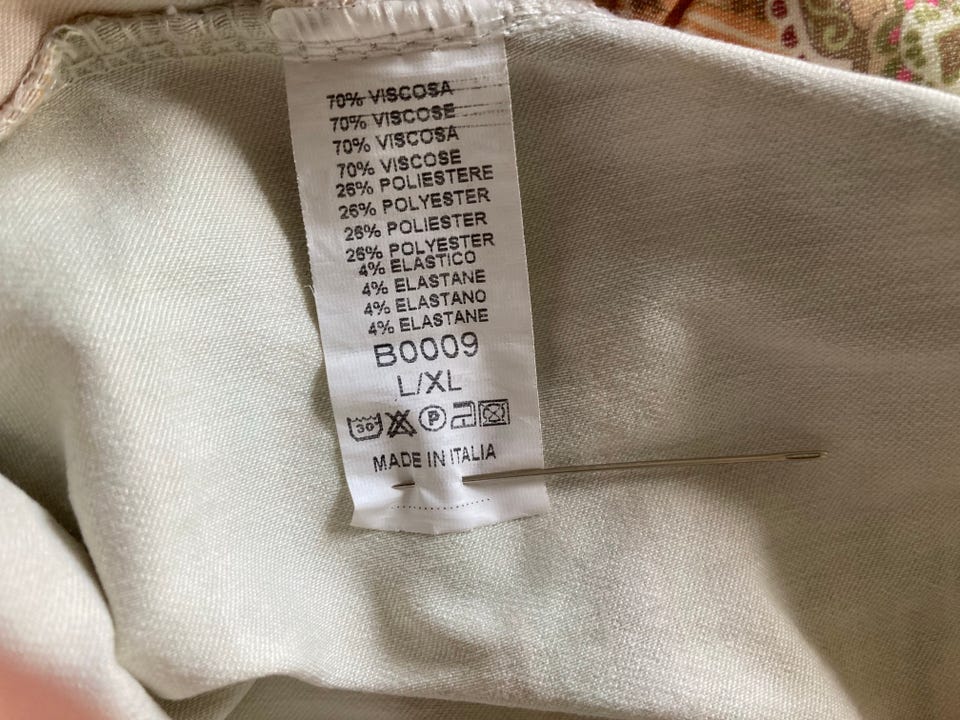 70% VISCOSA
70% VISCOSE
70% VISCOSA
70% VISCOSE
26% POLIESTERE
26% POLYESTER
26% POLIESTER
26% POLYESTER
4% ELASTICO
4% ELASTANE
4% ELASTANO
4% ELASTANE
B0009
L/XL
30° P
MADE IN ITALIA